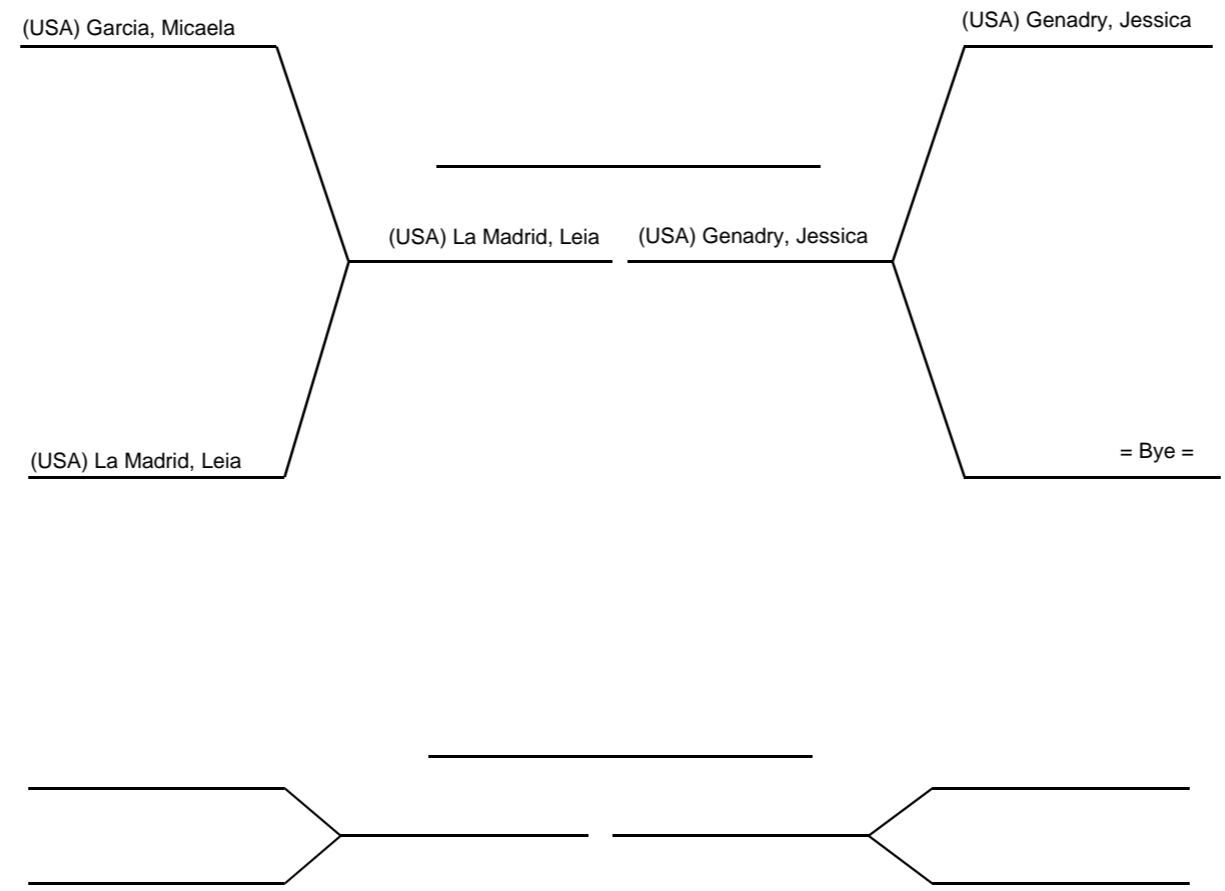 (USA) Garcia, Micaela
(USA) Genadry, Jessica
(USA) La Madrid, Leia
(USA) Genadry, Jessica
(USA) La Madrid, Leia
= Bye =